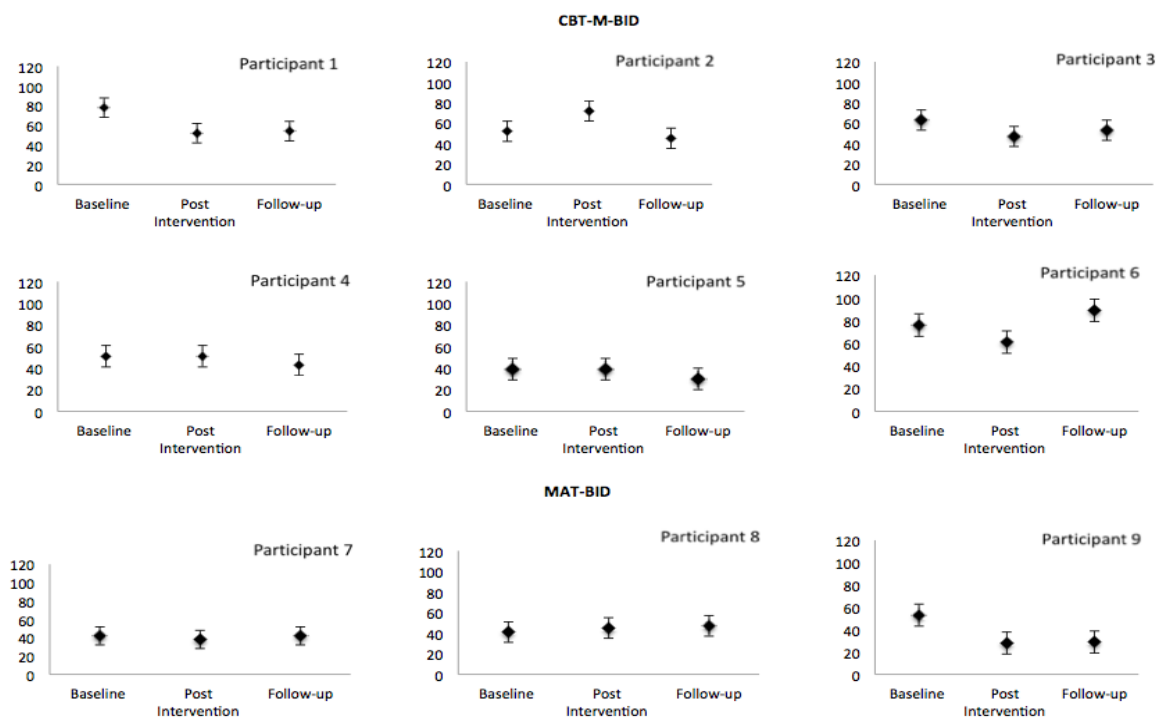 CBT-M-BID
Participant 1
120
100
80
60
40
20
0
Baseline Post Follow-up
Intervention
Participant 2
120
100
80
60
40
20
0
Baseline Post Follow-up
Intervention
Participant 3
120
100
80
60
40
20
0
Baseline Post Follow-up
Intervention
Participant 4
120
100
80
60
40
20
0
Baseline Post Follow-up
Intervention
Participant 5
120
100
80
60
40
20
0
Baseline Post Follow-up
Intervention
Participant 6
120
100
80
60
40
20
0
Baseline Post Follow-up
Intervention
MAT-BID
Participant 7
120
100
80
60
40
20
0
Baseline Post Follow-up
Intervention
Participant 8
120
100
80
60
40
20
0
Baseline Post Follow-up
Intervention
Participant 9
120
100
80
60
40
20
0
Baseline Post Follow-up
Intervention